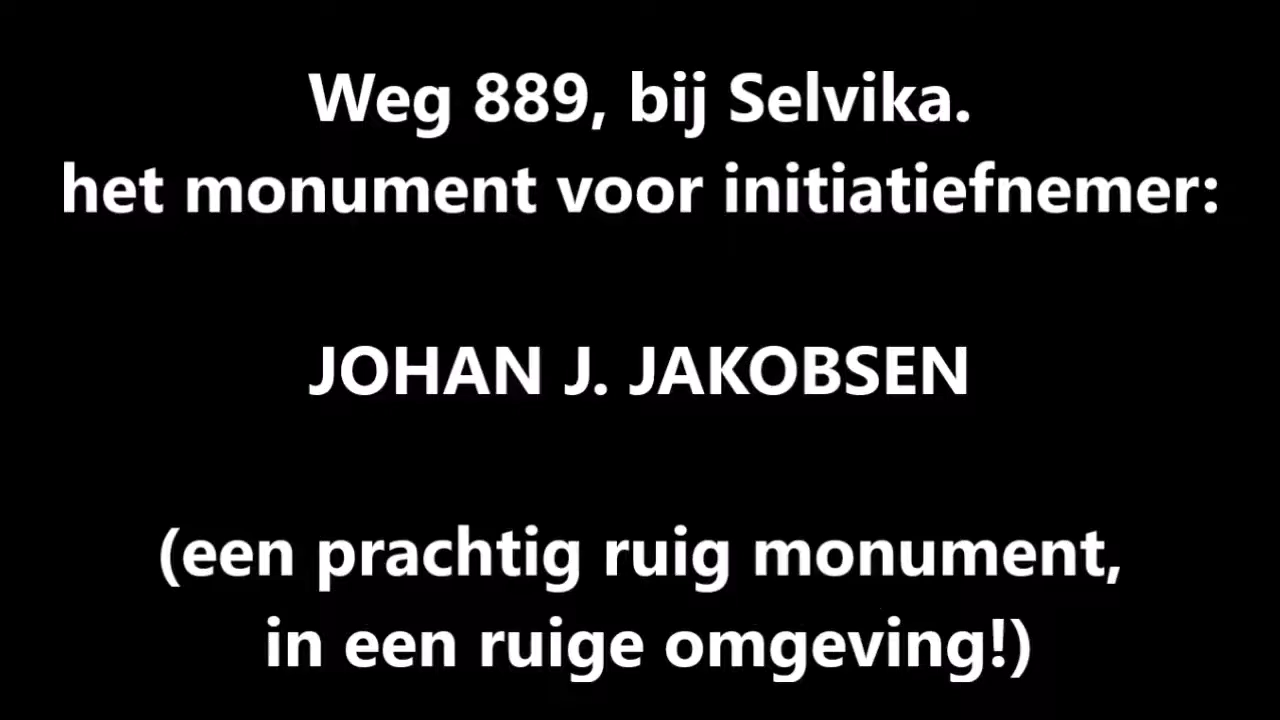 Weg 889, bij Selvika.
het monument voor initiatiefnemer:
JOHAN J. JAKOBSEN
(een prachtig ruig monument,
in een ruige omgeving!)